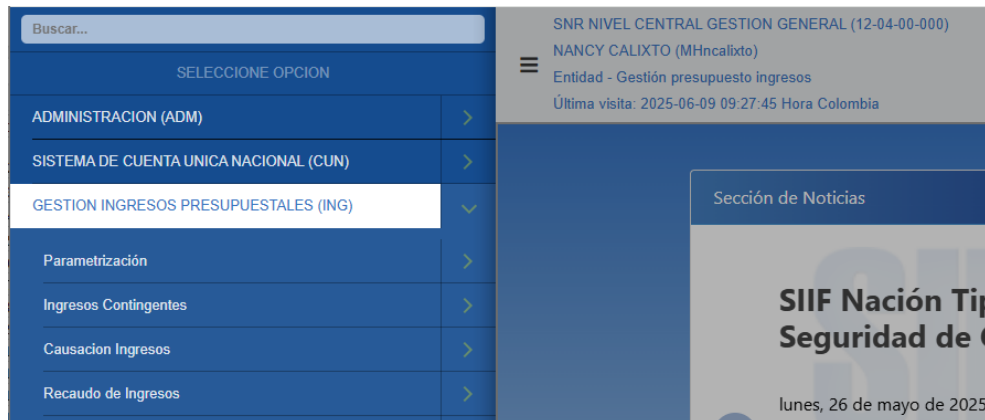 Buscar...
SELECCIONE OPCION
ADMINISTRACION (ADM)
SISTEMA DE CUENTA UNICA NACIONAL (CUN)
GESTION INGRESOS PRESUPUESTALES (ING)
Parametrización
Ingresos Contingentes
Causacion Ingresos
Recaudo de Ingresos
SNR NIVEL CENTRAL GESTION GENERAL (12-04-00-000)
NANCY CALIXTO (MHncalixto)
Entidad - Gestión presupuesto ingresos
Última visita: 2025-06-09 09:27:45 Hora Colombia
Sección de Noticias
SIIF Nación
Seguridad de
lunes, 26 de mayo de 2025